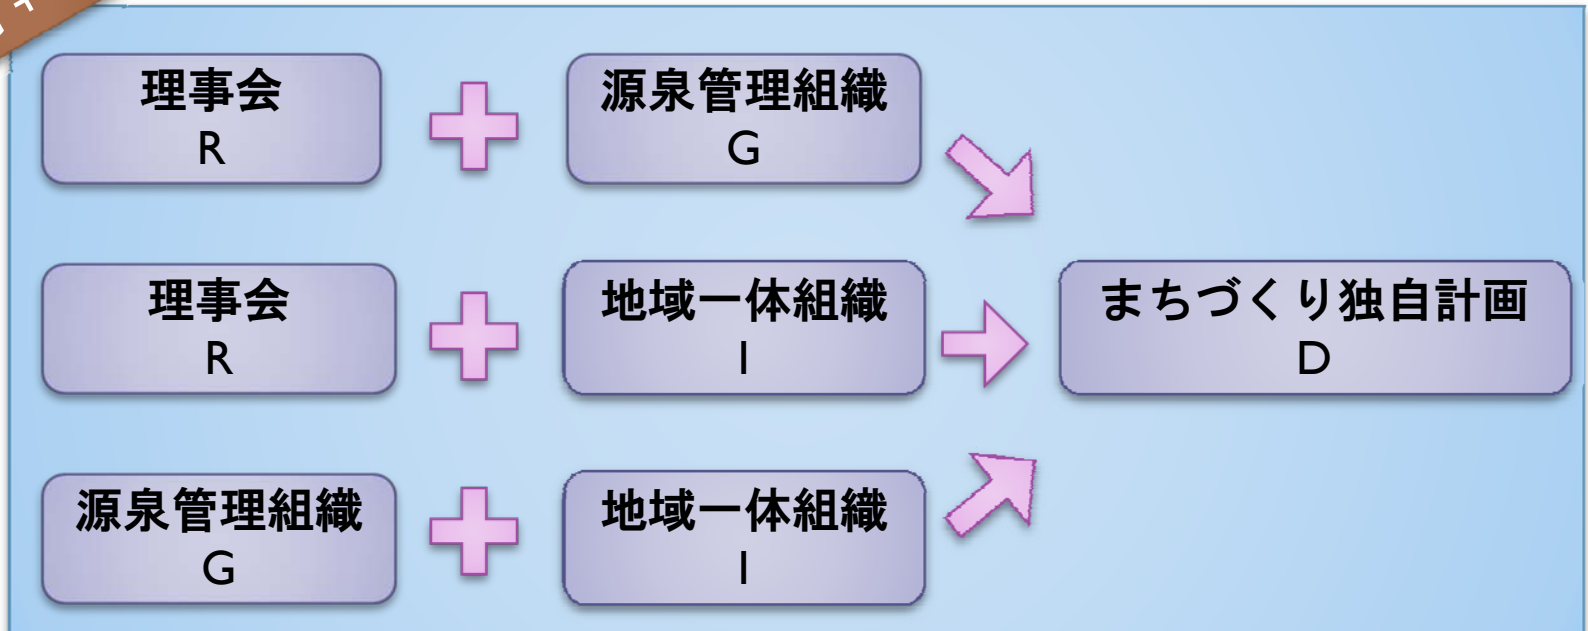 理事会
R
源泉管理組織
G
理事会
R
地域一体組織
I
まちづくり独自計画
D
源泉管理組織
G
地域一体組織
I